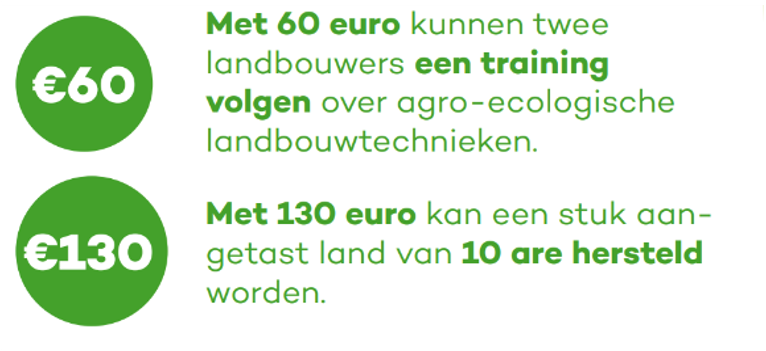 €60
Met 60 euro kunnen twee
landbouwers een training
volgen over agro-ecologische
landbouwtechnieken.
€130
Met 130 euro kan een stuk aan-
getast land van 10 are hersteld
worden.